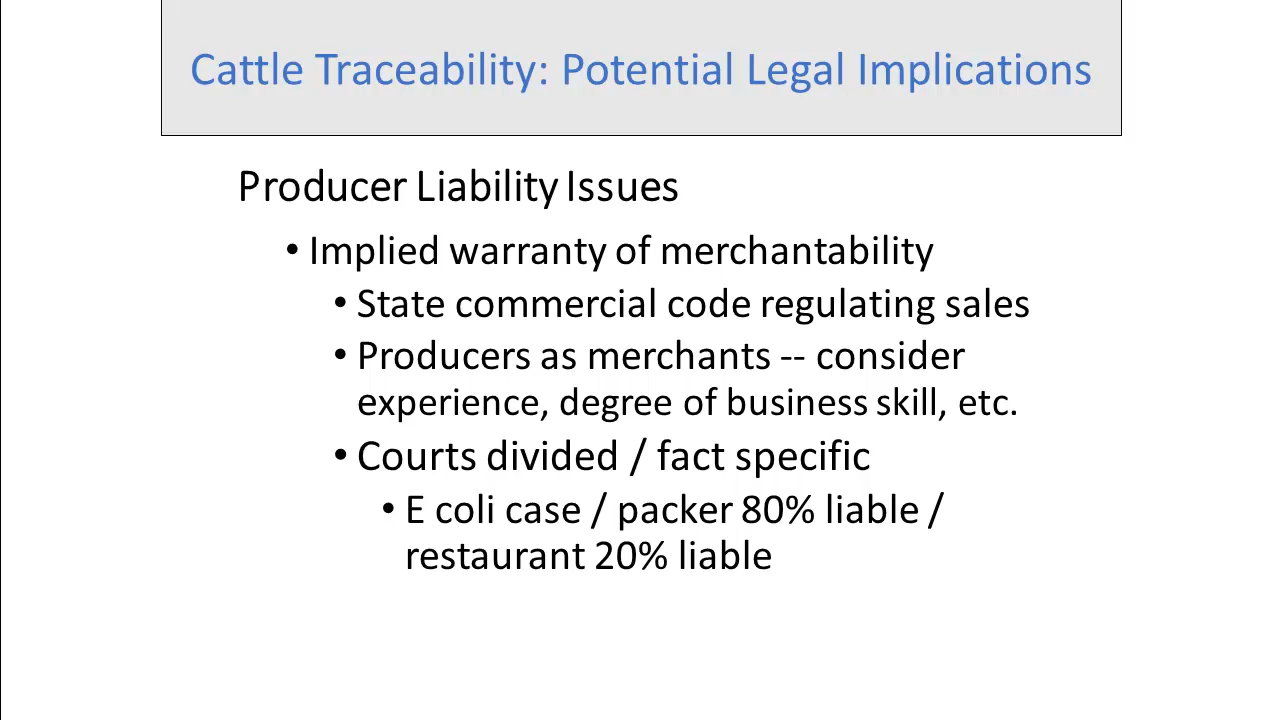 Cattle Traceability: Potential Legal Implications
Producer Liability Issues
• Implied warranty of merchantability
• State commercial code regulating sales
• Producers as merchants -- consider
experience, degree of business skill, etc.
• Courts divided / fact specific
• E coli case / packer 80% liable /
restaurant 20% liable